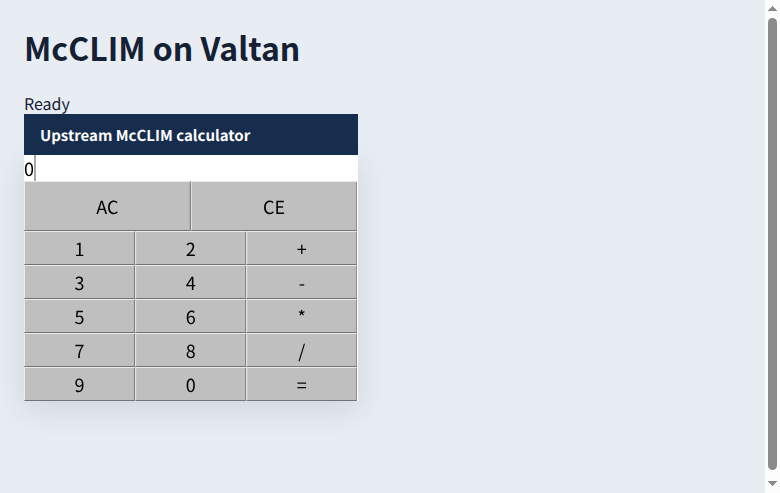 McCLIM on Valtan
Ready
Upstream McCLIM calculator
0
AC CE
1 2 +
3 4 -
5 6 *
7 8 /
9 0 =